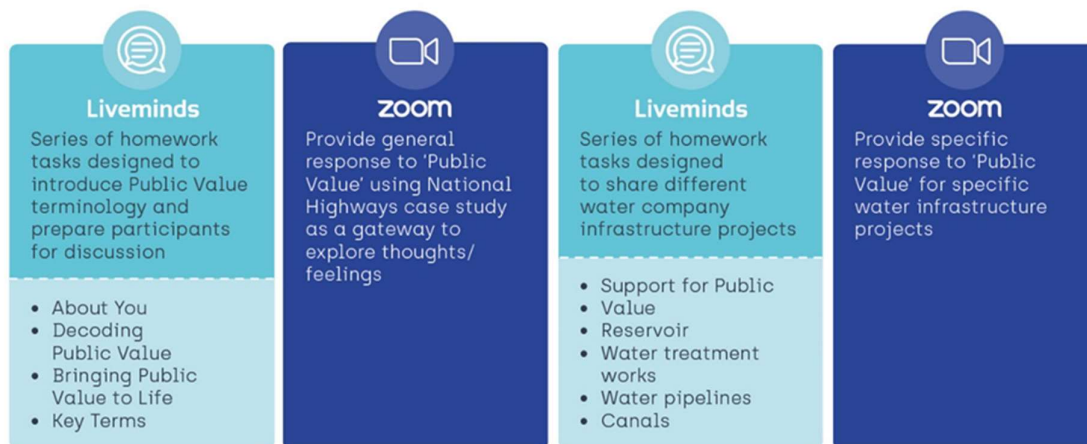 Liveminds
Series of homework
tasks designed to
introduce Public Value
terminology and
prepare participants
for discussion
• About You
• Decoding
Public Value
• Bringing Public
Value to Life
• Key Terms
zoom
Provide general
response to ‘Public
Value’ using National
Highways case study
as a gateway to
explore thoughts/
feelings
Liveminds
Series of homework
tasks designed
to share different
water company
infrastructure projects
• Support for Public
• Value
• Reservoir
• Water treatment
works
• Water pipelines
• Canals
zoom
Provide specific
response to ‘Public
Value’ for specific
water infrastructure
projects